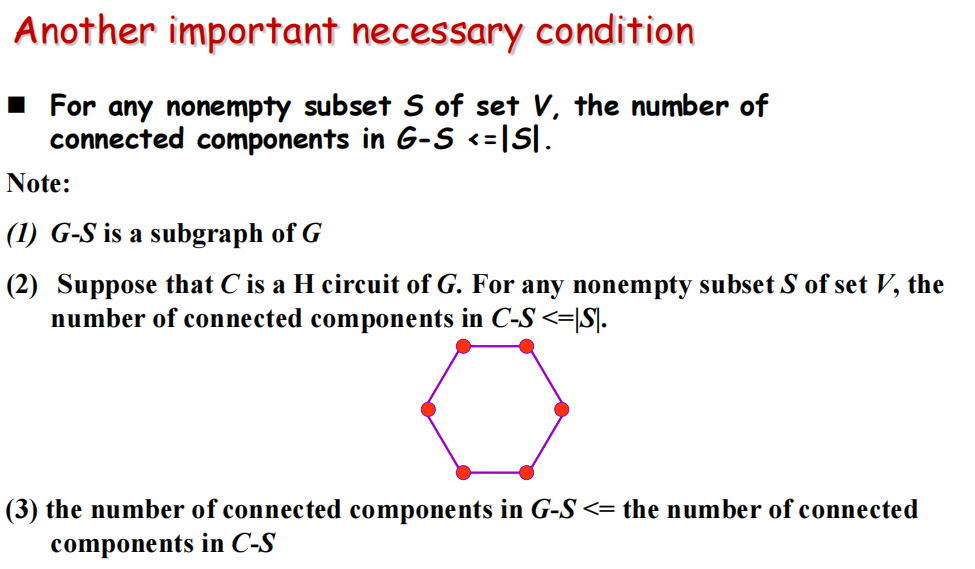 Another important necessary condition
■ For any nonempty subset S of set V, the number of
connected components in G-S <=|S|.
Note:
(1) G-S is a subgraph of G
(2) Suppose that C is a H circuit of G. For any nonempty subset S of set V, the
number of connected components in C-S <=|S|.
(3) the number of connected components in G-S <= the number of connected
components in C-S